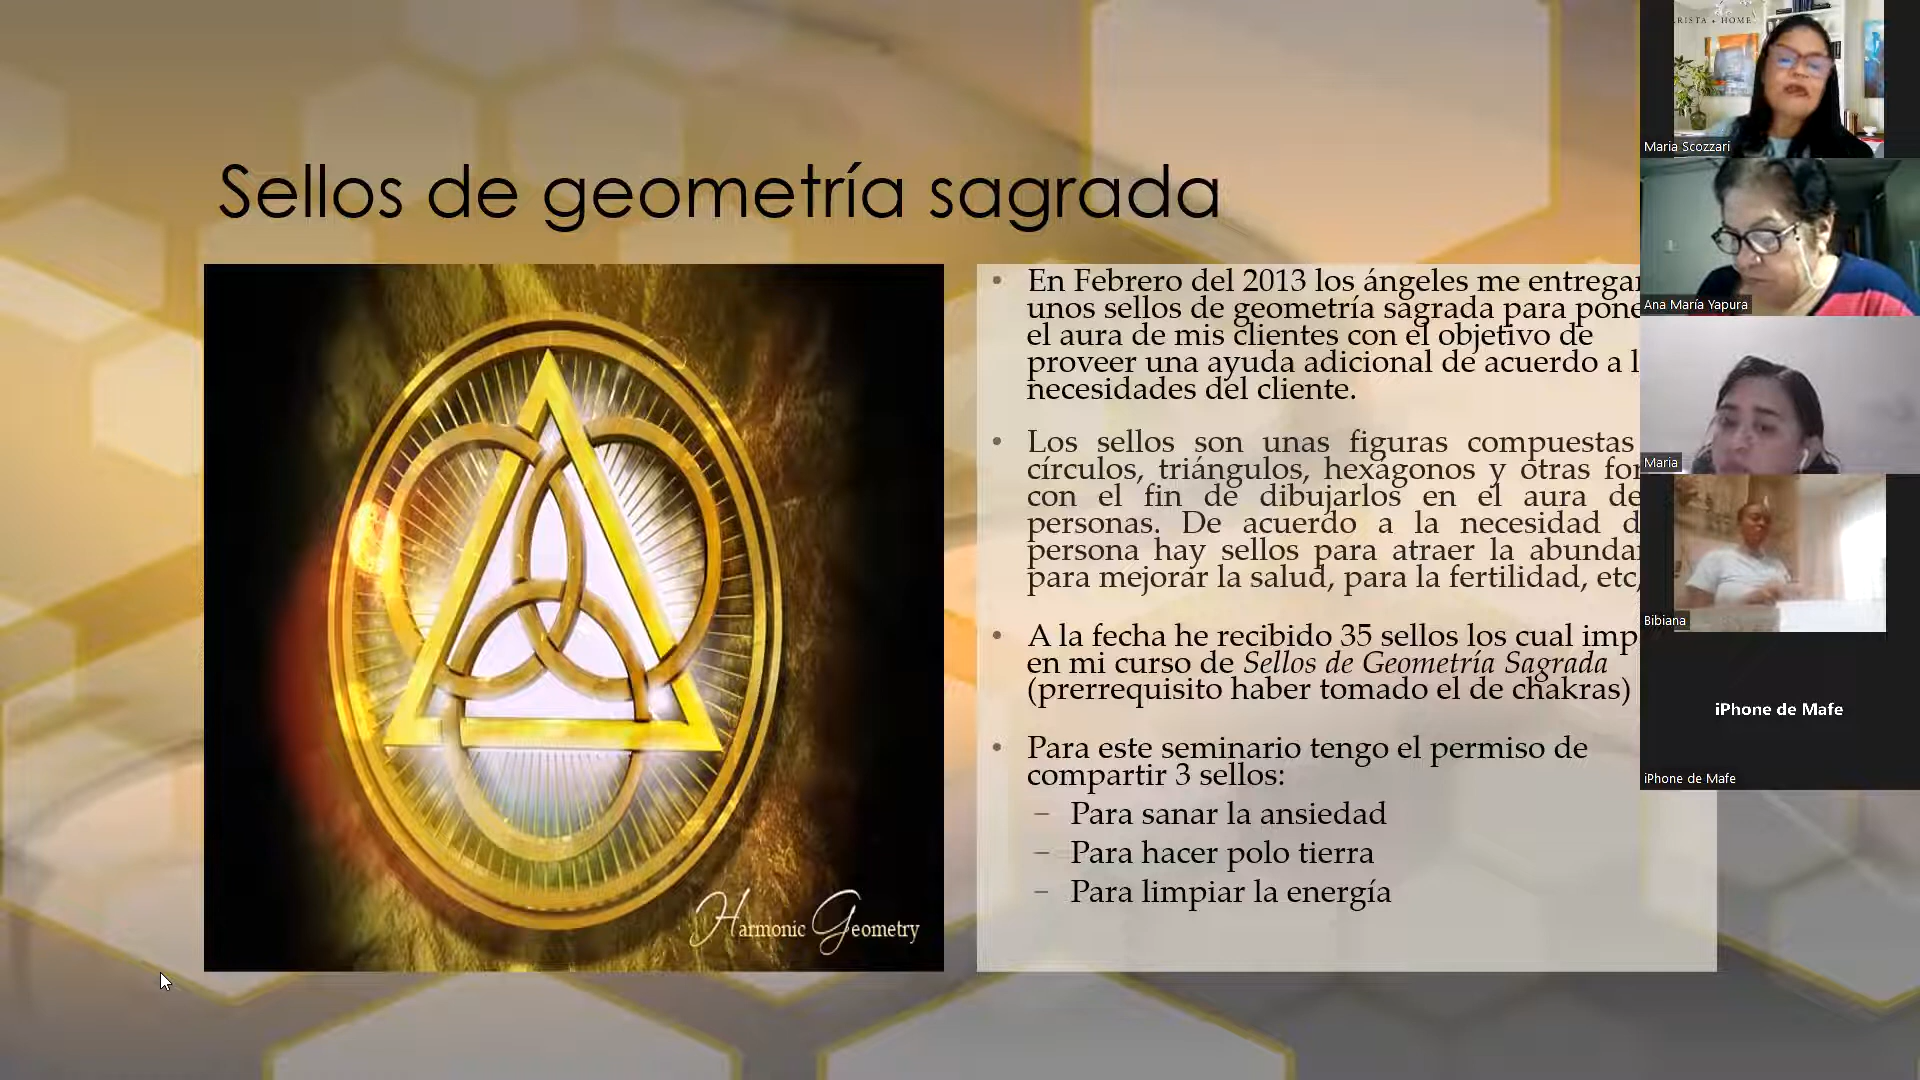 Sellos de geometría sagrada
Harmonic Geometry
• En Febrero del 2013 los ángeles me
unos sellos de geometría sagrada para
el aura de mis clientes con el objetivo de
proveer una ayuda adicional de acuerdo a
necesidades del cliente.
• Los sellos son unas figuras compuestas
círculos, triángulos, hexágonos y otras
con el fin de dibujarlos en el aura
personas. De acuerdo a la necesidad
persona hay sellos para atraer la
para mejorar la salud, para la fertilidad, etc,
• A la fecha he recibido 35 sellos los cual
en mi curso de Sellos de Geometría Sagrada
(prerrequisito haber tomado el de chakras)
• Para este seminario tengo el permiso de
compartir 3 sellos:
– Para sanar la ansiedad
– Para hacer polo tierra
– Para limpiar la energía
Maria Scozzari
Ana María Yapura
Maria
Bibiana
iPhone de Mafe
iPhone de Mafe